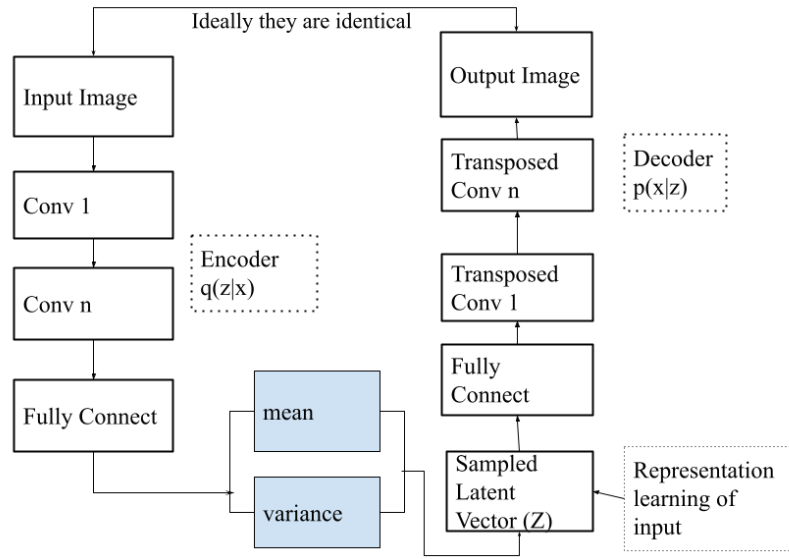 Ideally they are identical
Input Image
Conv 1
Conv n
Fully Connect
Encoder
q(z|x)
mean
variance
Output Image
Transposed
Conv n
Decoder
p(x|z)
Transposed
Conv 1
Fully
Connect
Sampled
Latent
Vector (Z)
Representation
learning of
input